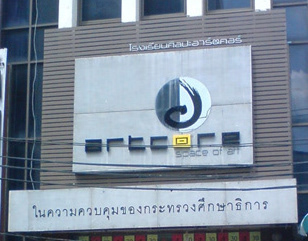 โรงเรียนศิลปะอาร์ตคอร์
artcore
space of art
ในความควบคุมของกระทรวงศึกษาธิการ